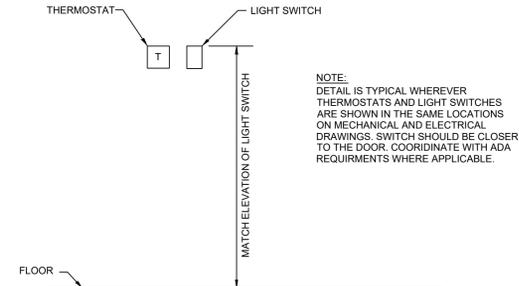 THERMOSTAT
LIGHT SWITCH
T
MATCH ELEVATION OF LIGHT SWITCH
NOTE:
DETAIL IS TYPICAL WHEREVER
THERMOSTATS AND LIGHT SWITCHES
ARE SHOWN IN THE SAME LOCATIONS
ON MECHANICAL AND ELECTRICAL
DRAWINGS. SWITCH SHOULD BE CLOSER
TO THE DOOR. COORIDINATE WITH ADA
REQUIRMENTS WHERE APPLICABLE.
FLOOR